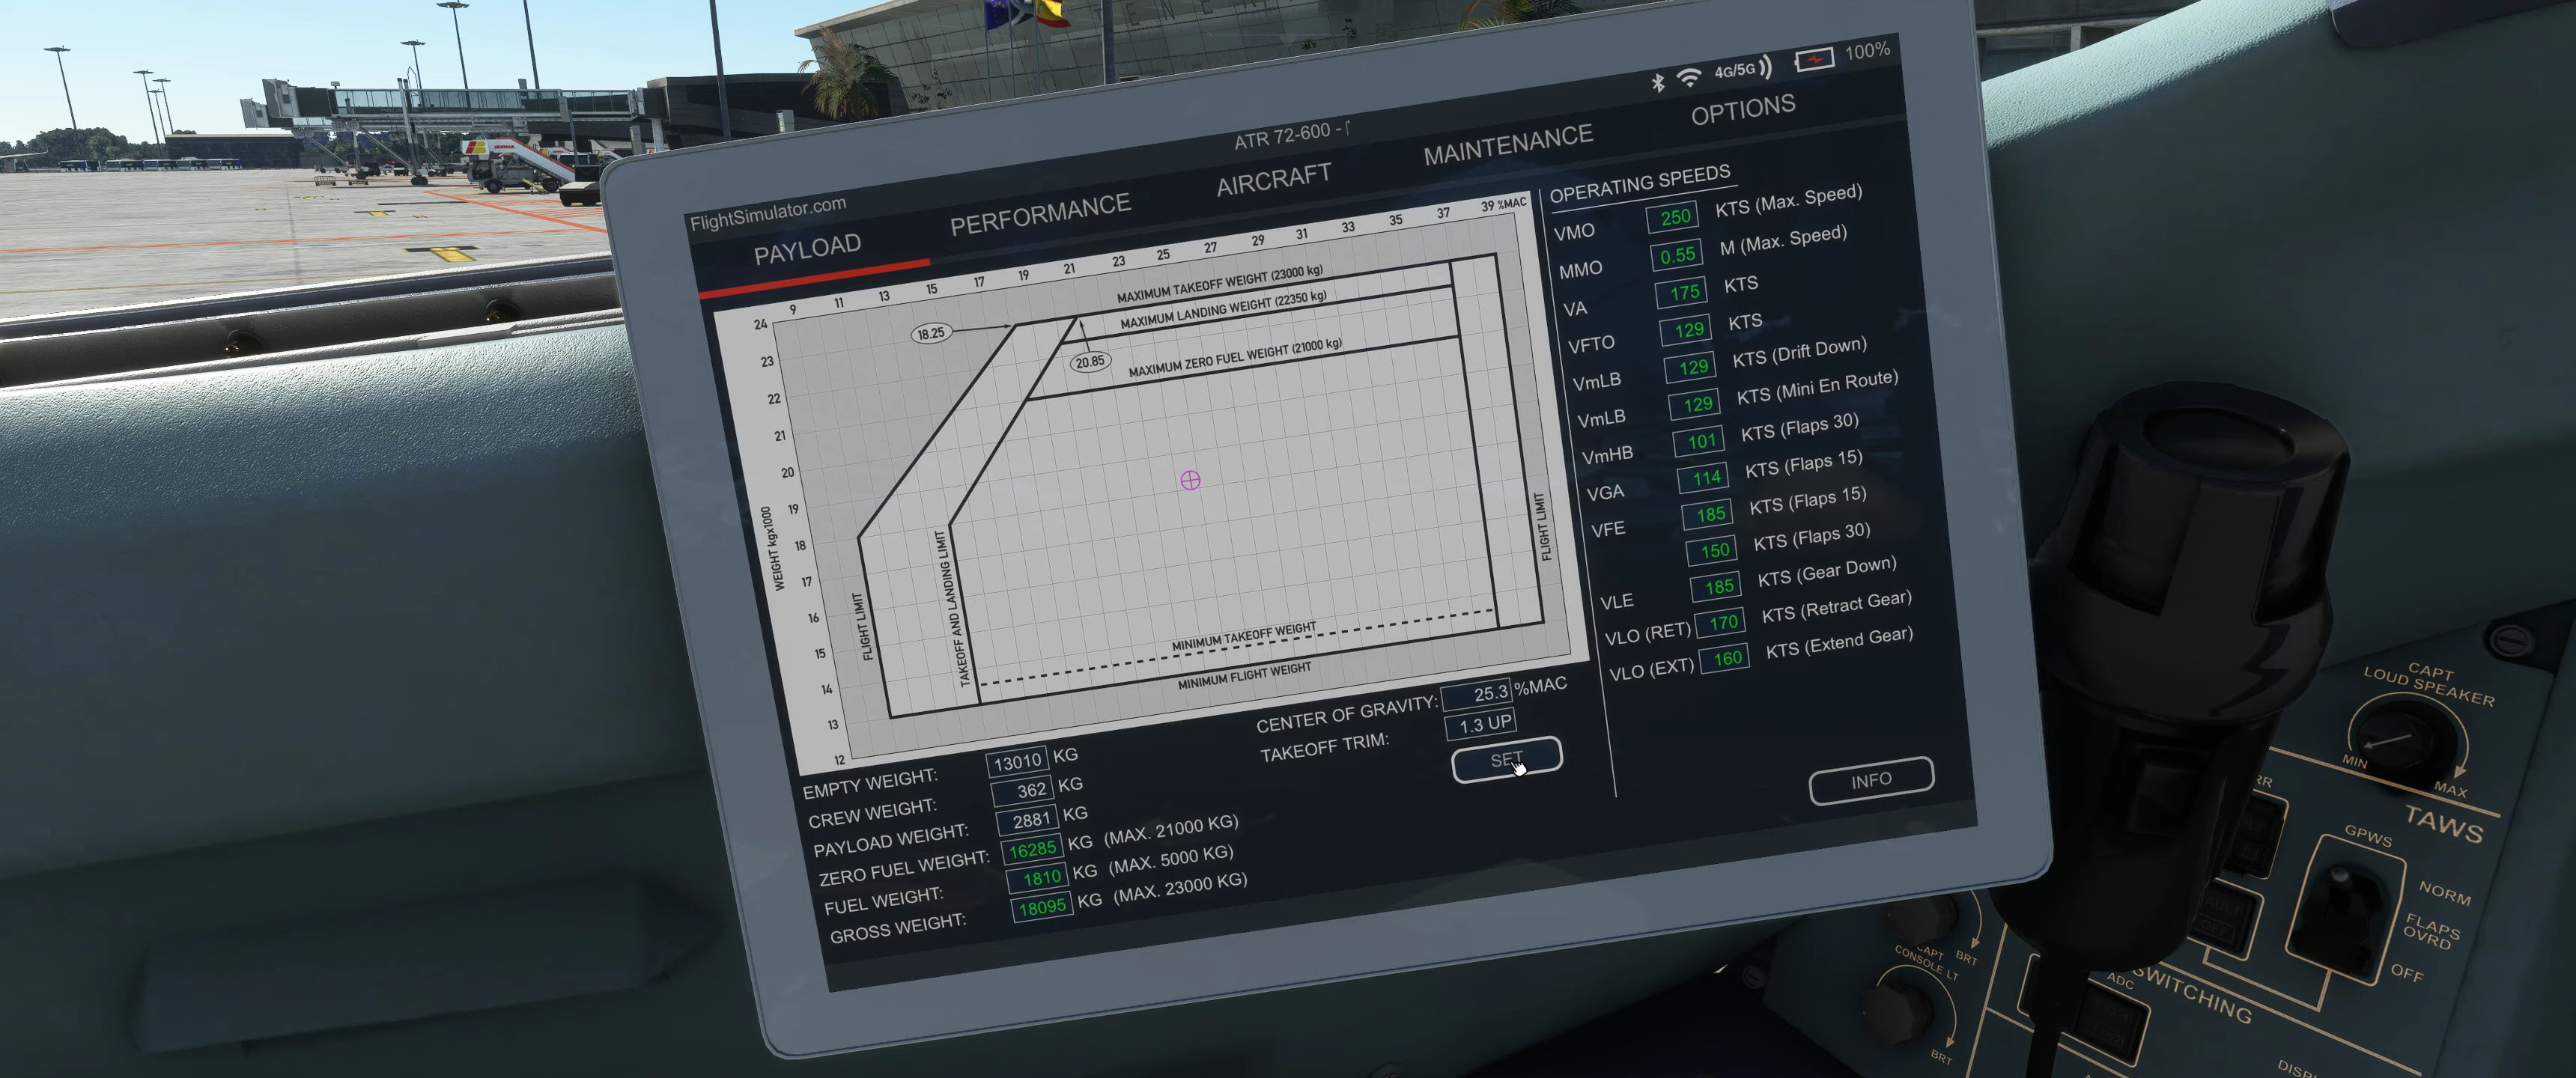 4G/5G 100%
ATR 72-600 -
FlightSimulator.com
PAYLOAD PERFORMANCE AIRCRAFT MAINTENANCE OPTIONS
9 11 13 15 17 19 21 23 25 27 29 31 33 35 37 39 %MAC
24
23
22
21
20
19
18
17
16
15
14
13
12
WEIGHT kgx1000
18.25
20.85
MAXIMUM TAKEOFF WEIGHT (23000 kg)
MAXIMUM LANDING WEIGHT (22350 kg)
MAXIMUM ZERO FUEL WEIGHT (21000 kg)
FLIGHT LIMIT
TAKEOFF AND LANDING LIMIT
FLIGHT LIMIT
MINIMUM TAKEOFF WEIGHT
MINIMUM FLIGHT WEIGHT
EMPTY WEIGHT: 13010 KG
CREW WEIGHT: 362 KG
PAYLOAD WEIGHT: 2881 KG
ZERO FUEL WEIGHT: 16285 KG (MAX. 21000 KG)
FUEL WEIGHT: 1810 KG (MAX. 5000 KG)
GROSS WEIGHT: 18095 KG (MAX. 23000 KG)
CENTER OF GRAVITY: 25.3 %MAC
TAKEOFF TRIM: 1.3 UP
SET
OPERATING SPEEDS
VMO 250 KTS (Max. Speed)
MMO 0.55 M (Max. Speed)
VA 175 KTS
VFTO 129 KTS
VmLB 129 KTS (Drift Down)
VmLB 129 KTS (Mini En Route)
VmHB 101 KTS (Flaps 30)
VGA 114 KTS (Flaps 15)
VFE 185 KTS (Flaps 15)
150 KTS (Flaps 30)
VLE 185 KTS (Gear Down)
VLO (RET) 170 KTS (Retract Gear)
VLO (EXT) 160 KTS (Extend Gear)
INFO
CAPT
LOUD SPEAKER
MIN
MAX
TAWS
GPWS
NORM
FLAPS
OVRD
OFF
FAULT
OFF
CAPT
CONSOLE LT
BRT
BRT
ADC
SWITCHING